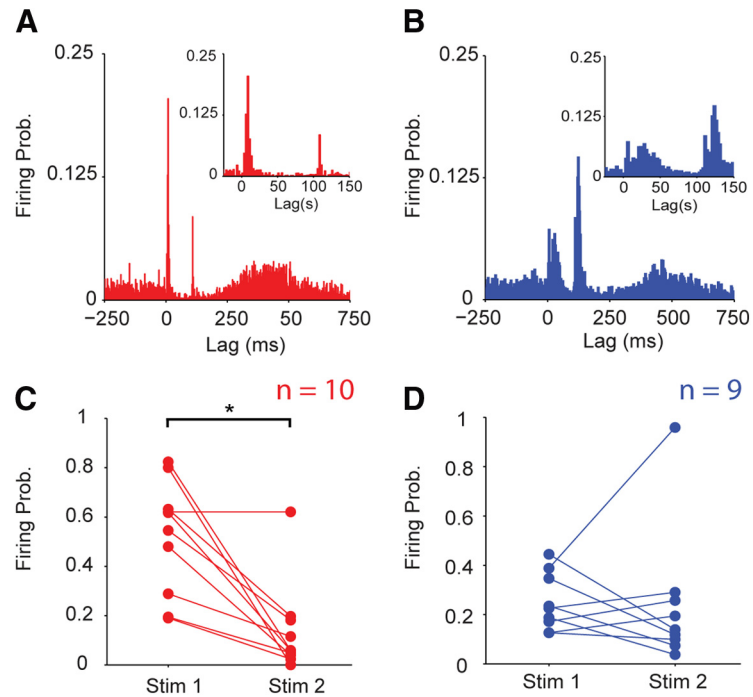 A
0.25
0.125
0
Firing Prob.
−250
0
250
50
750
Lag (ms)
0.25
0.125
0
0
50
100
150
Lag(s)
B
0.25
0.125
0
Firing Prob.
−250
0
250
500
750
Lag (ms)
0.25
0.125
0
0
50
100
150
Lag(s)
C
n = 10
*
1
0.8
0.6
0.4
0.2
0
Firing Prob.
Stim 1
Stim 2
D
n = 9
1
0.8
0.6
0.4
0.2
0
Firing Prob.
Stim 1
Stim 2